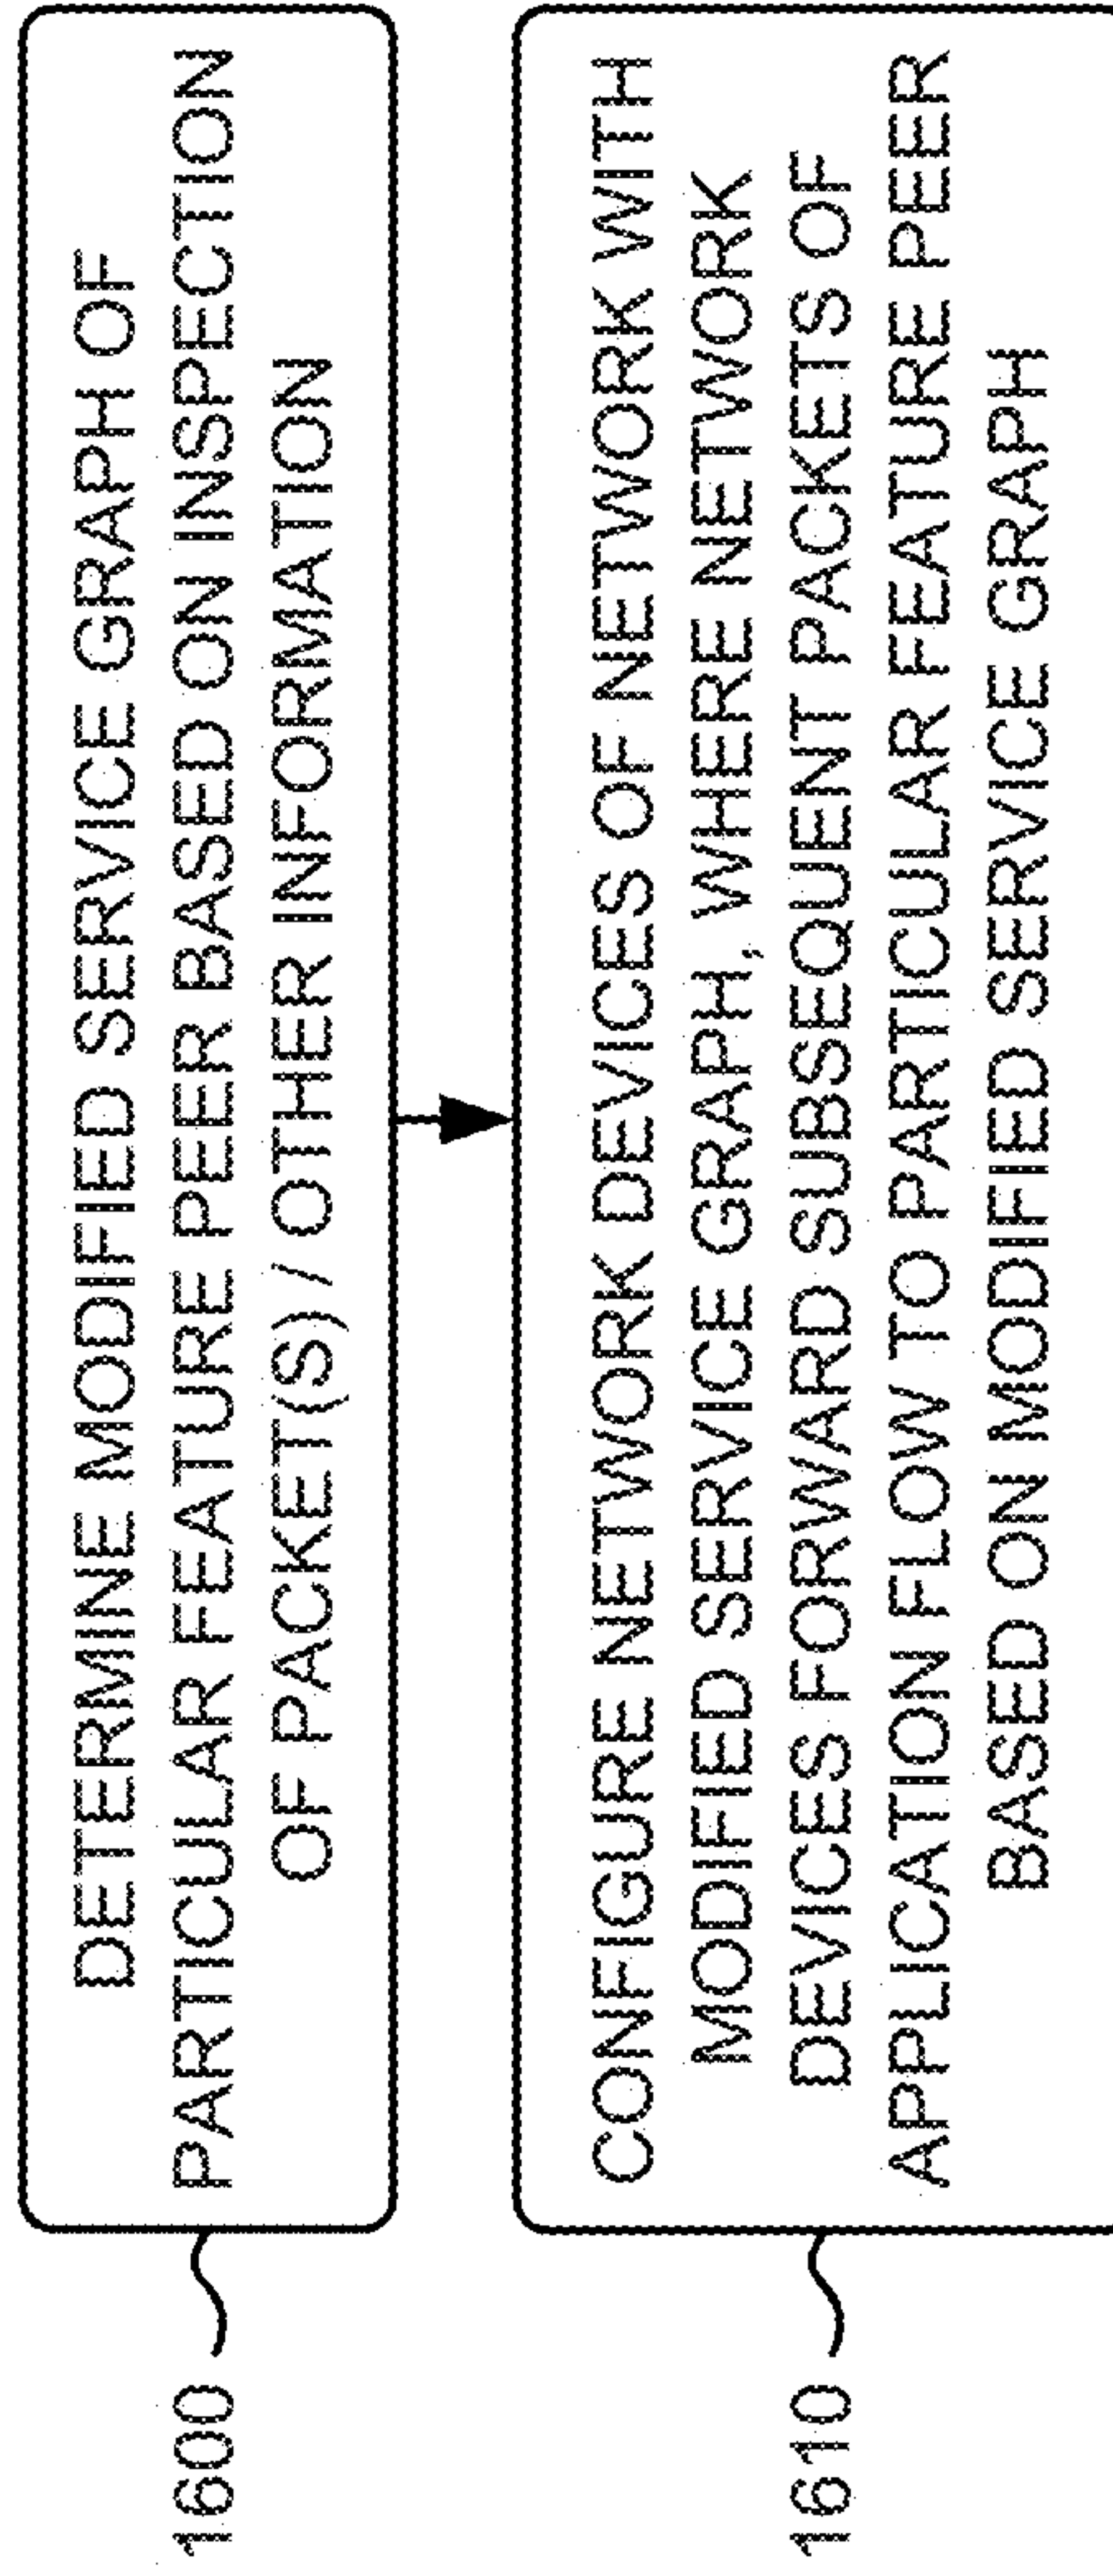 1600
DETERMINE MODIFIED SERVICE GRAPH OF
PARTICULAR FEATURE PEER BASED ON INSPECTION
OF PACKET(S) / OTHER INFORMATION
1610
CONFIGURE NETWORK DEVICES OF NETWORK WITH
MODIFIED SERVICE GRAPH, WHERE NETWORK
DEVICES FORWARD SUBSEQUENT PACKETS OF
APPLICATION FLOW TO PARTICULAR FEATURE PEER
BASED ON MODIFIED SERVICE GRAPH